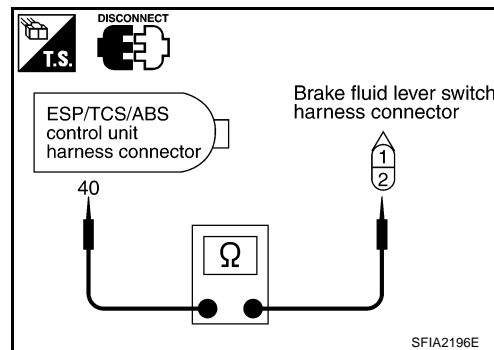 DISCONNECT
T.S.
ESP/TCS/ABS
control unit
harness connector
Brake fluid lever switch
harness connector
40
1
2
Ω
SFIA2196E